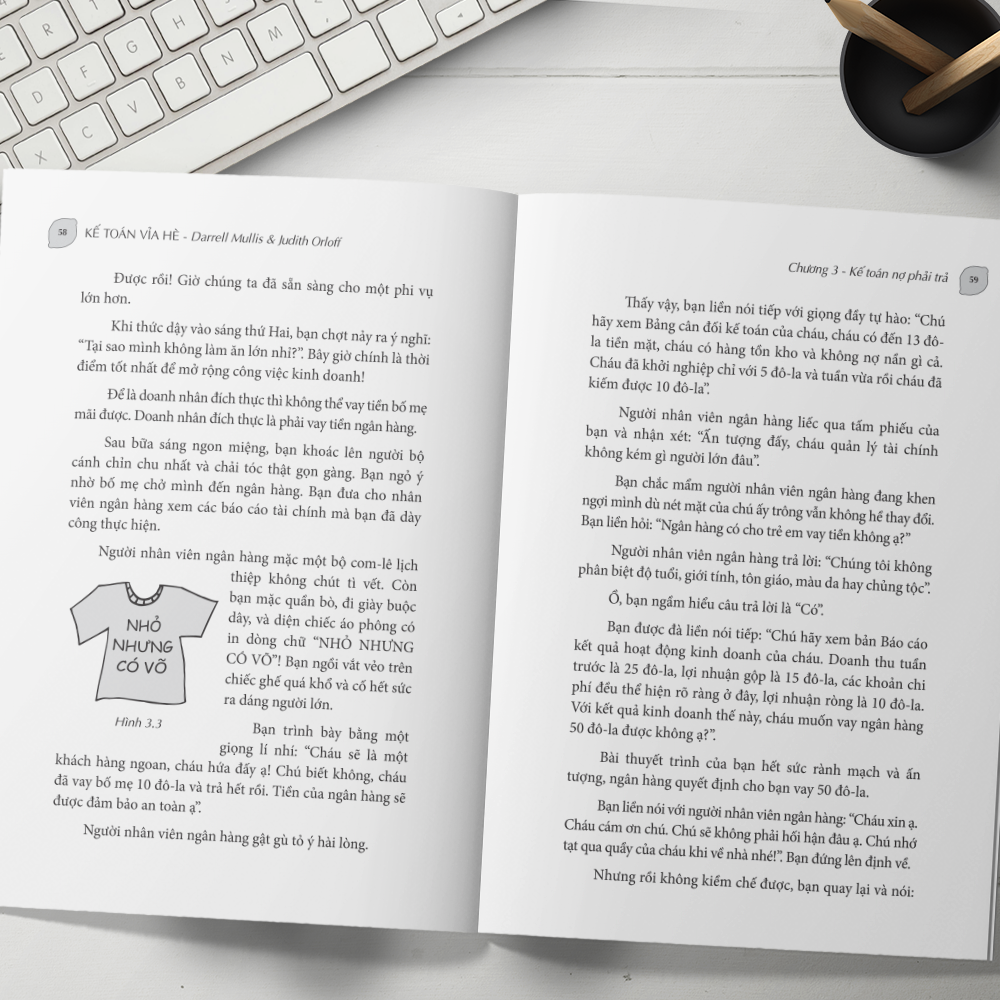 R
T
F
G
H
D
V
B
N
M
X
C
58
KẾ TOÁN VỈA HÈ - Darrell Mullis & Judith Orloff
Được rồi! Giờ chúng ta đã sẵn sàng cho một phi vụ
lớn hơn.
Khi thức dậy vào sáng thứ Hai, bạn chợt nảy ra ý nghĩ:
“Tại sao mình không làm ăn lớn nhỉ?”. Bây giờ chính là thời
điểm tốt nhất để mở rộng công việc kinh doanh!
Để là doanh nhân đích thực thì không thể vay tiền bố mẹ
mãi được. Doanh nhân đích thực là phải vay tiền ngân hàng.
Sau bữa sáng ngon miệng, bạn khoác lên người bộ
cánh chỉn chu nhất và chải tóc thật gọn gàng. Bạn ngỏ ý
nhờ bố mẹ chở mình đến ngân hàng. Bạn đưa cho nhân
viên ngân hàng xem các báo cáo tài chính mà bạn đã dày
công thực hiện.
Người nhân viên ngân hàng mặc một bộ com-lê lịch
thiệp không chút tì vết. Còn
bạn mặc quần bò, đi giày buộc
dây, và diện chiếc áo phông có
in dòng chữ “NHỎ NHƯNG
CÓ VÕ”! Bạn ngồi vắt vẻo trên
chiếc ghế quá khổ và cố hết sức
ra dáng người lớn.
NHỎ
NHƯNG
CÓ VÕ
Hình 3.3
Bạn trình bày bằng một
giọng lí nhí: “Cháu sẽ là một
khách hàng ngoan, cháu hứa đấy ạ! Chú biết không, cháu
đã vay bố mẹ 10 đô-la và trả hết rồi. Tiền của ngân hàng sẽ
được đảm bảo an toàn ạ”.
Người nhân viên ngân hàng gật gù tỏ ý hài lòng.
Chương 3 - Kế toán nợ phải trả
59
Thấy vậy, bạn liền nói tiếp với giọng đầy tự hào: “Chú
hãy xem Bảng cân đối kế toán của cháu, cháu có đến 13 đô-
la tiền mặt, cháu có hàng tồn kho và không nợ nần gì cả.
Cháu đã khởi nghiệp chỉ với 5 đô-la và tuần vừa rồi cháu đã
kiếm được 10 đô-la”.
Người nhân viên ngân hàng liếc qua tấm phiếu của
bạn và nhận xét: “Ấn tượng đấy, cháu quản lý tài chính
không kém gì người lớn đâu”.
Bạn chắc mẩm người nhân viên ngân hàng đang khen
ngợi mình dù nét mặt của chú ấy trông vẫn không hề thay đổi.
Bạn liền hỏi: “Ngân hàng có cho trẻ em vay tiền không ạ?”
Người nhân viên ngân hàng trả lời: “Chúng tôi không
phân biệt độ tuổi, giới tính, tôn giáo, màu da hay chủng tộc”.
Ồ, bạn ngầm hiểu câu trả lời là “Có”.
Bạn được đà liền nói tiếp: “Chú hãy xem bản Báo cáo
kết quả hoạt động kinh doanh của cháu. Doanh thu tuần
trước là 25 đô-la, lợi nhuận gộp là 15 đô-la, các khoản chi
phí đều thể hiện rõ ràng ở đây, lợi nhuận ròng là 10 đô-la.
Với kết quả kinh doanh thế này, cháu muốn vay ngân hàng
50 đô-la được không ạ?”.
Bài thuyết trình của bạn hết sức rành mạch và ấn
tượng, ngân hàng quyết định cho bạn vay 50 đô-la.
Bạn liền nói với người nhân viên ngân hàng: “Cháu xin ạ.
Cháu cám ơn chú. Chú sẽ không phải hối hận đâu ạ. Chú nhớ
tạt qua quầy của cháu khi về nhà nhé!”. Bạn đứng lên định về.
Nhưng rồi không kiềm chế được, bạn quay lại và nói: